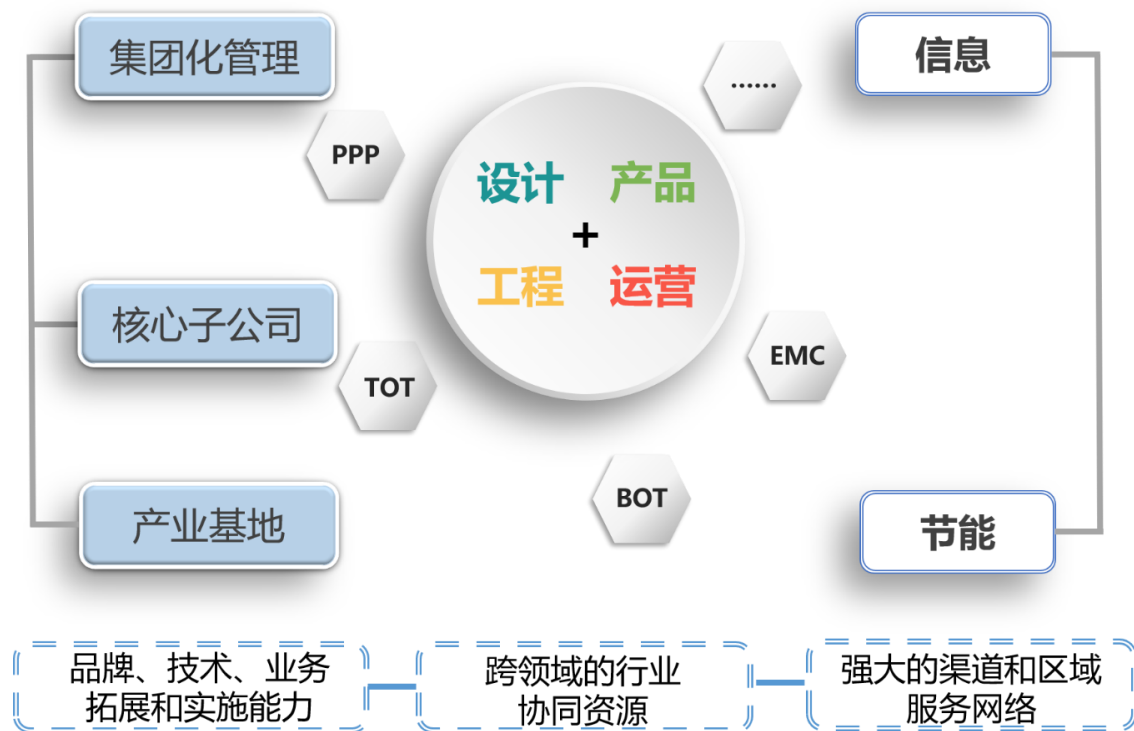 集团化管理
信息
……
PPP
设计 产品
+
工程 运营
核心子公司
EMC
TOT
BOT
产业基地
节能
品牌、技术、业务
拓展和实施能力
跨领域的行业
协同资源
强大的渠道和区域
服务网络